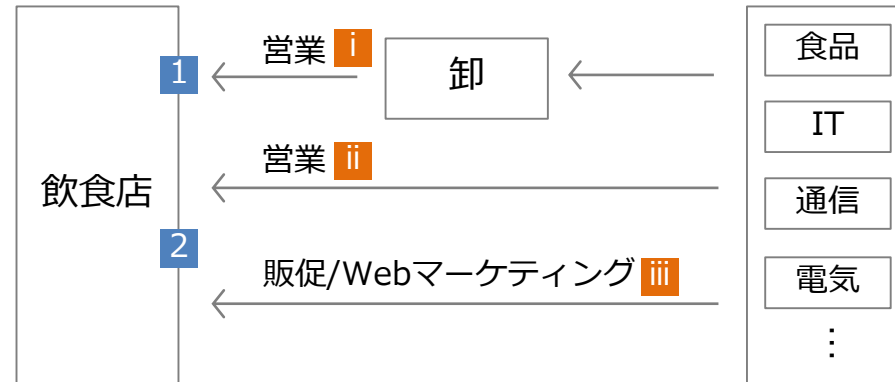 営業 i
1
卸
食品
IT
営業 ii
飲食店
通信
2
販促/Webマーケティング iii
電気
⋮